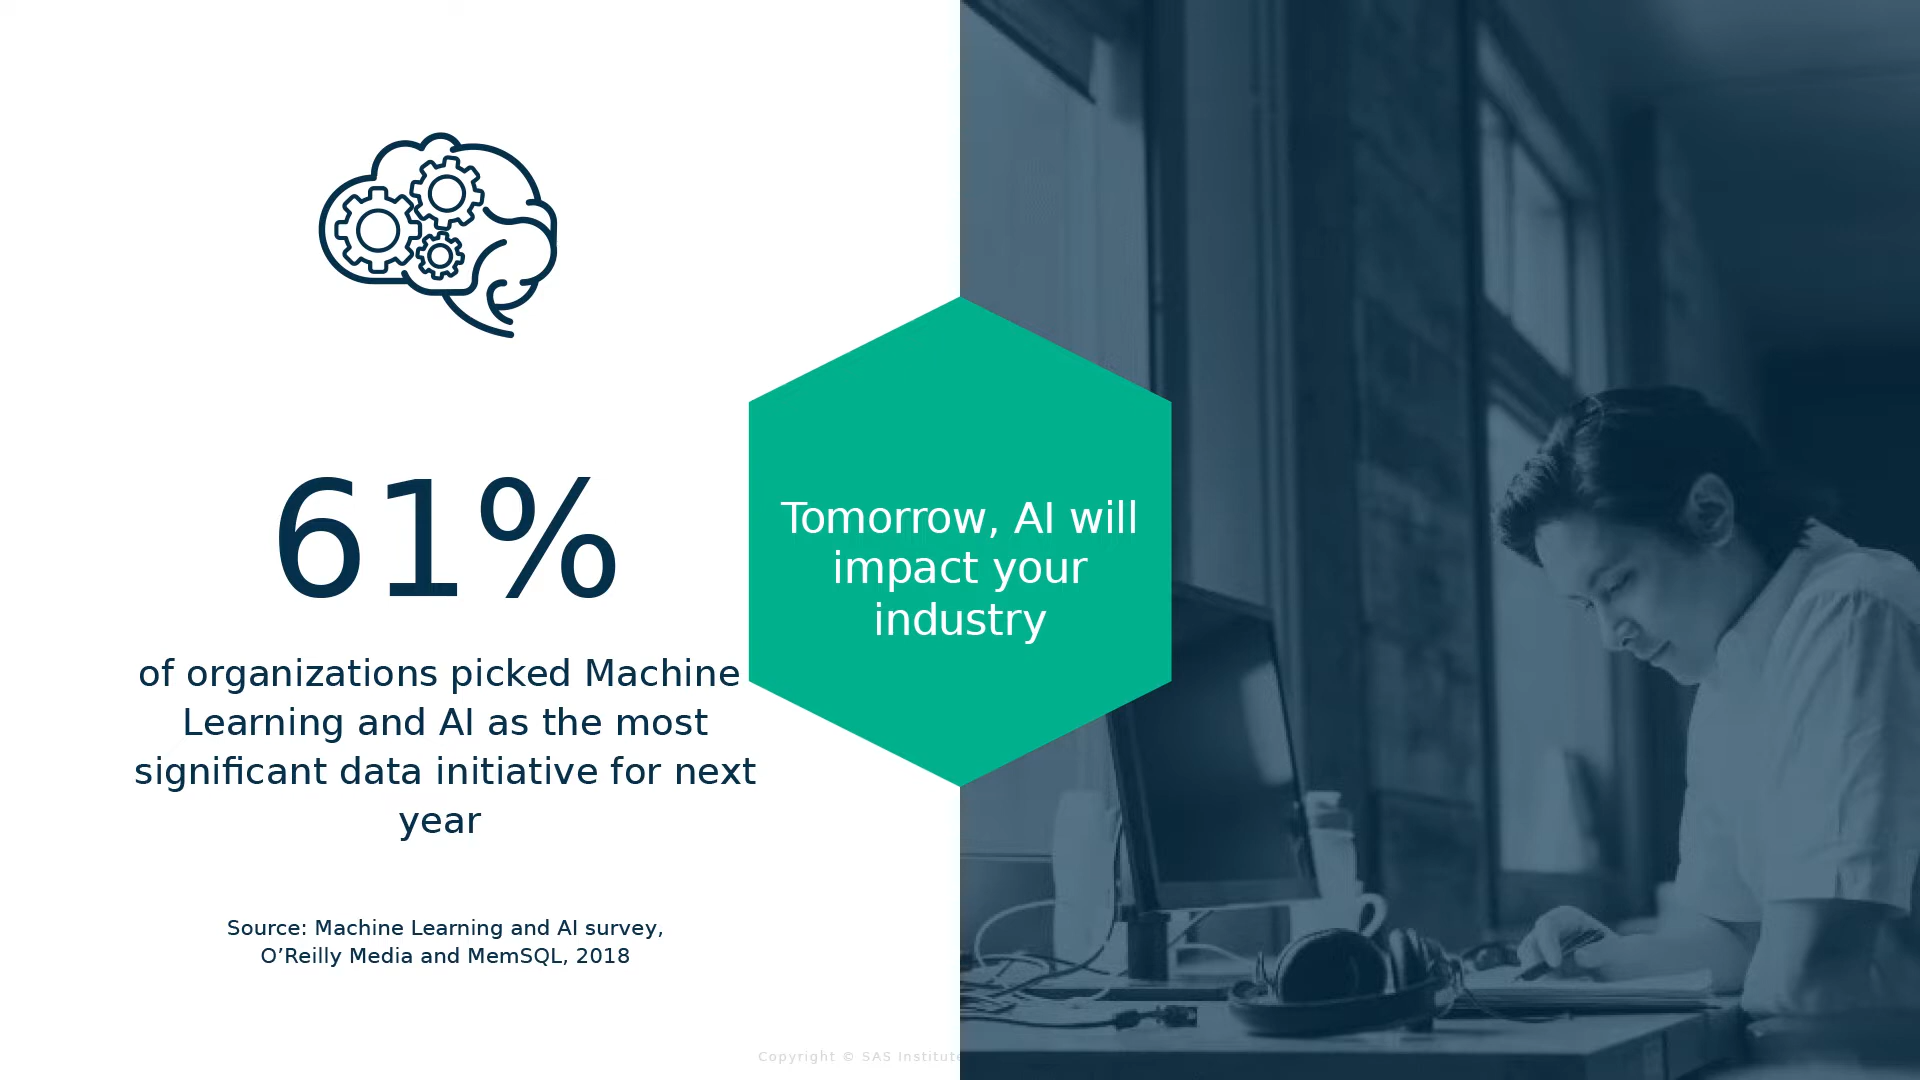 61%
of organizations picked Machine
Learning and AI as the most
significant data initiative for next
year
Source: Machine Learning and AI survey,
O’Reilly Media and MemSQL, 2018
Tomorrow, AI will
impact your
industry
Copyright © SAS Institute